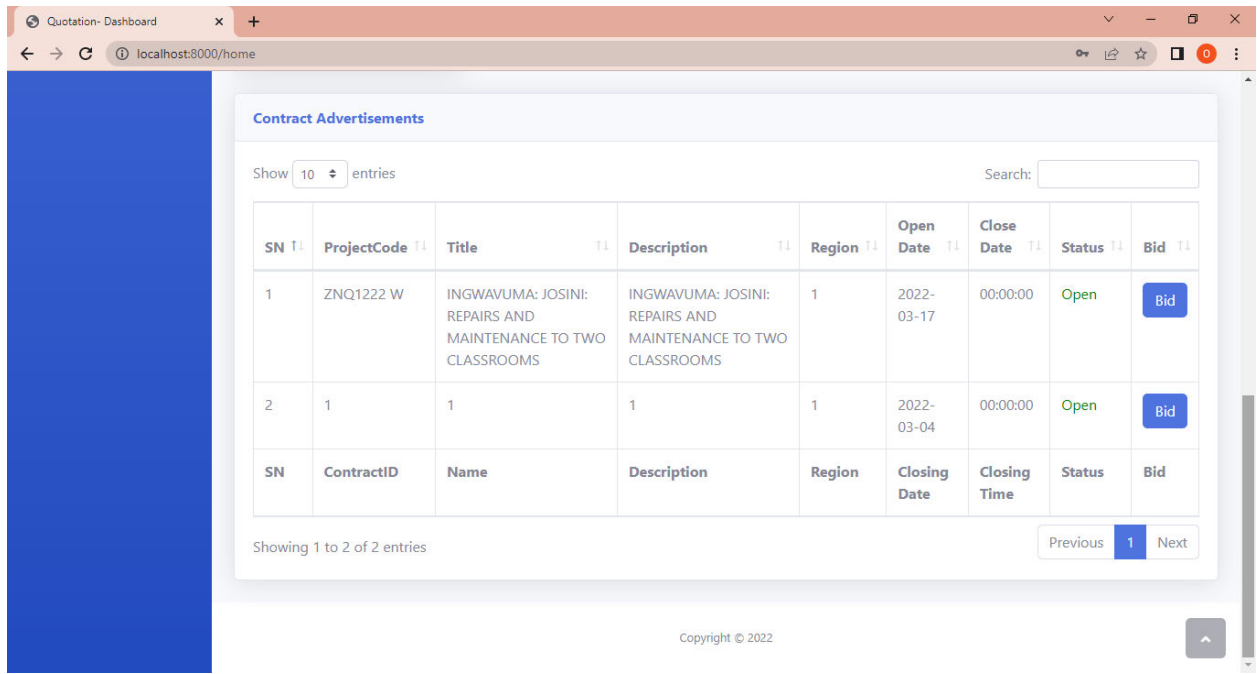 Quotation- Dashboard
localhost:8000/home
O
Contract Advertisements
Show 10 entries
Search:
SN ProjectCode Title Description Region Open Date Close Date Status Bid
1 ZNQ1222 W INGWAVUMA: JOSINI: REPAIRS AND MAINTENANCE TO TWO CLASSROOMS INGWAVUMA: JOSINI: REPAIRS AND MAINTENANCE TO TWO CLASSROOMS 1 2022-03-17 00:00:00 Open Bid
2 1 1 1 1 2022-03-04 00:00:00 Open Bid
SN ContractID Name Description Region Closing Date Closing Time Status Bid
Showing 1 to 2 of 2 entries
Previous 1 Next
Copyright © 2022